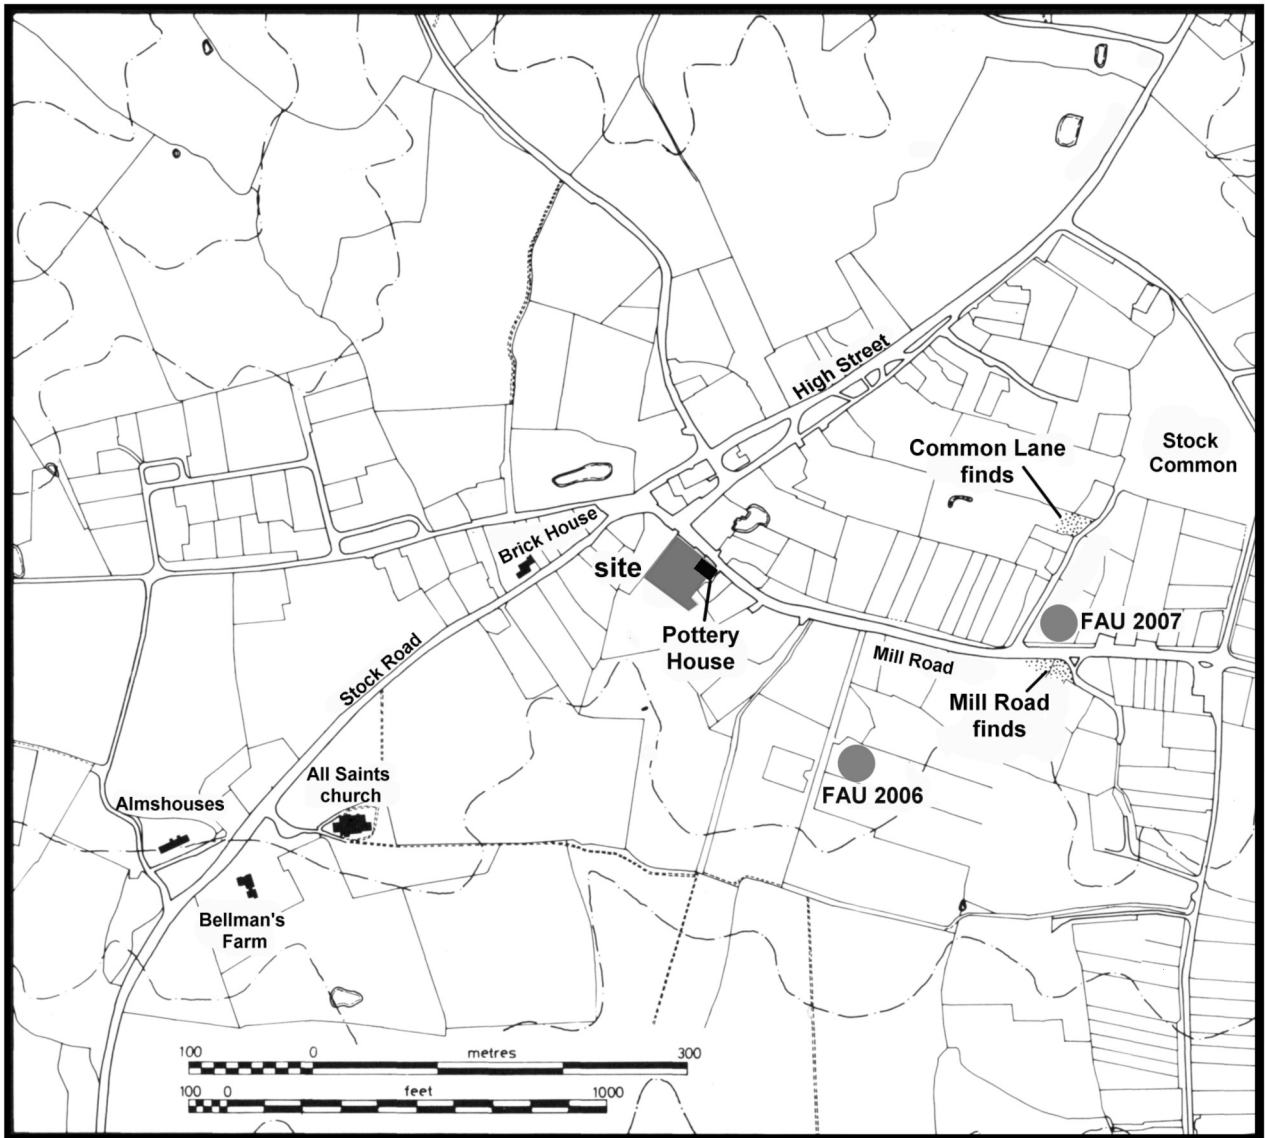 High Street
Common Lane
finds
Stock
Common
Brick House
site
Pottery
House
FAU 2007
Mill Road
Mill Road
finds
Stock Road
FAU 2006
All Saints
church
Almshouses
Bellman's
Farm
100 0 metres 300
100 0 feet 1000